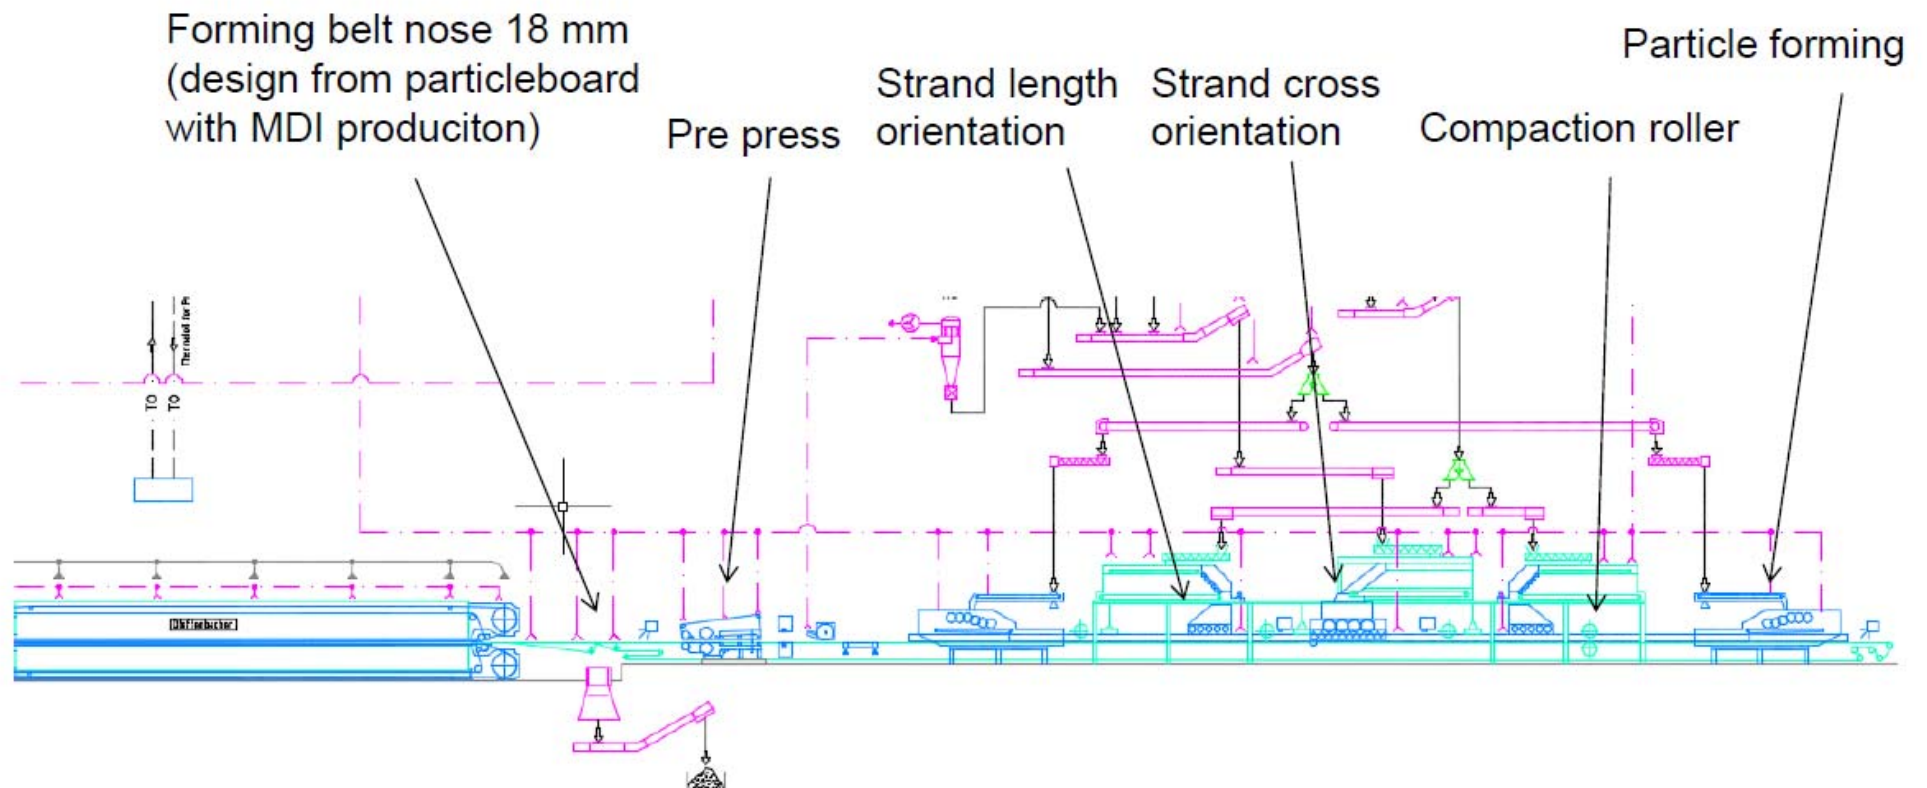 Forming belt nose 18 mm
(design from particleboard
with MDI produciton)
Pre press
Strand length
orientation
Strand cross
orientation
Compaction roller
Particle forming
TO
TO
Dieffenbacher